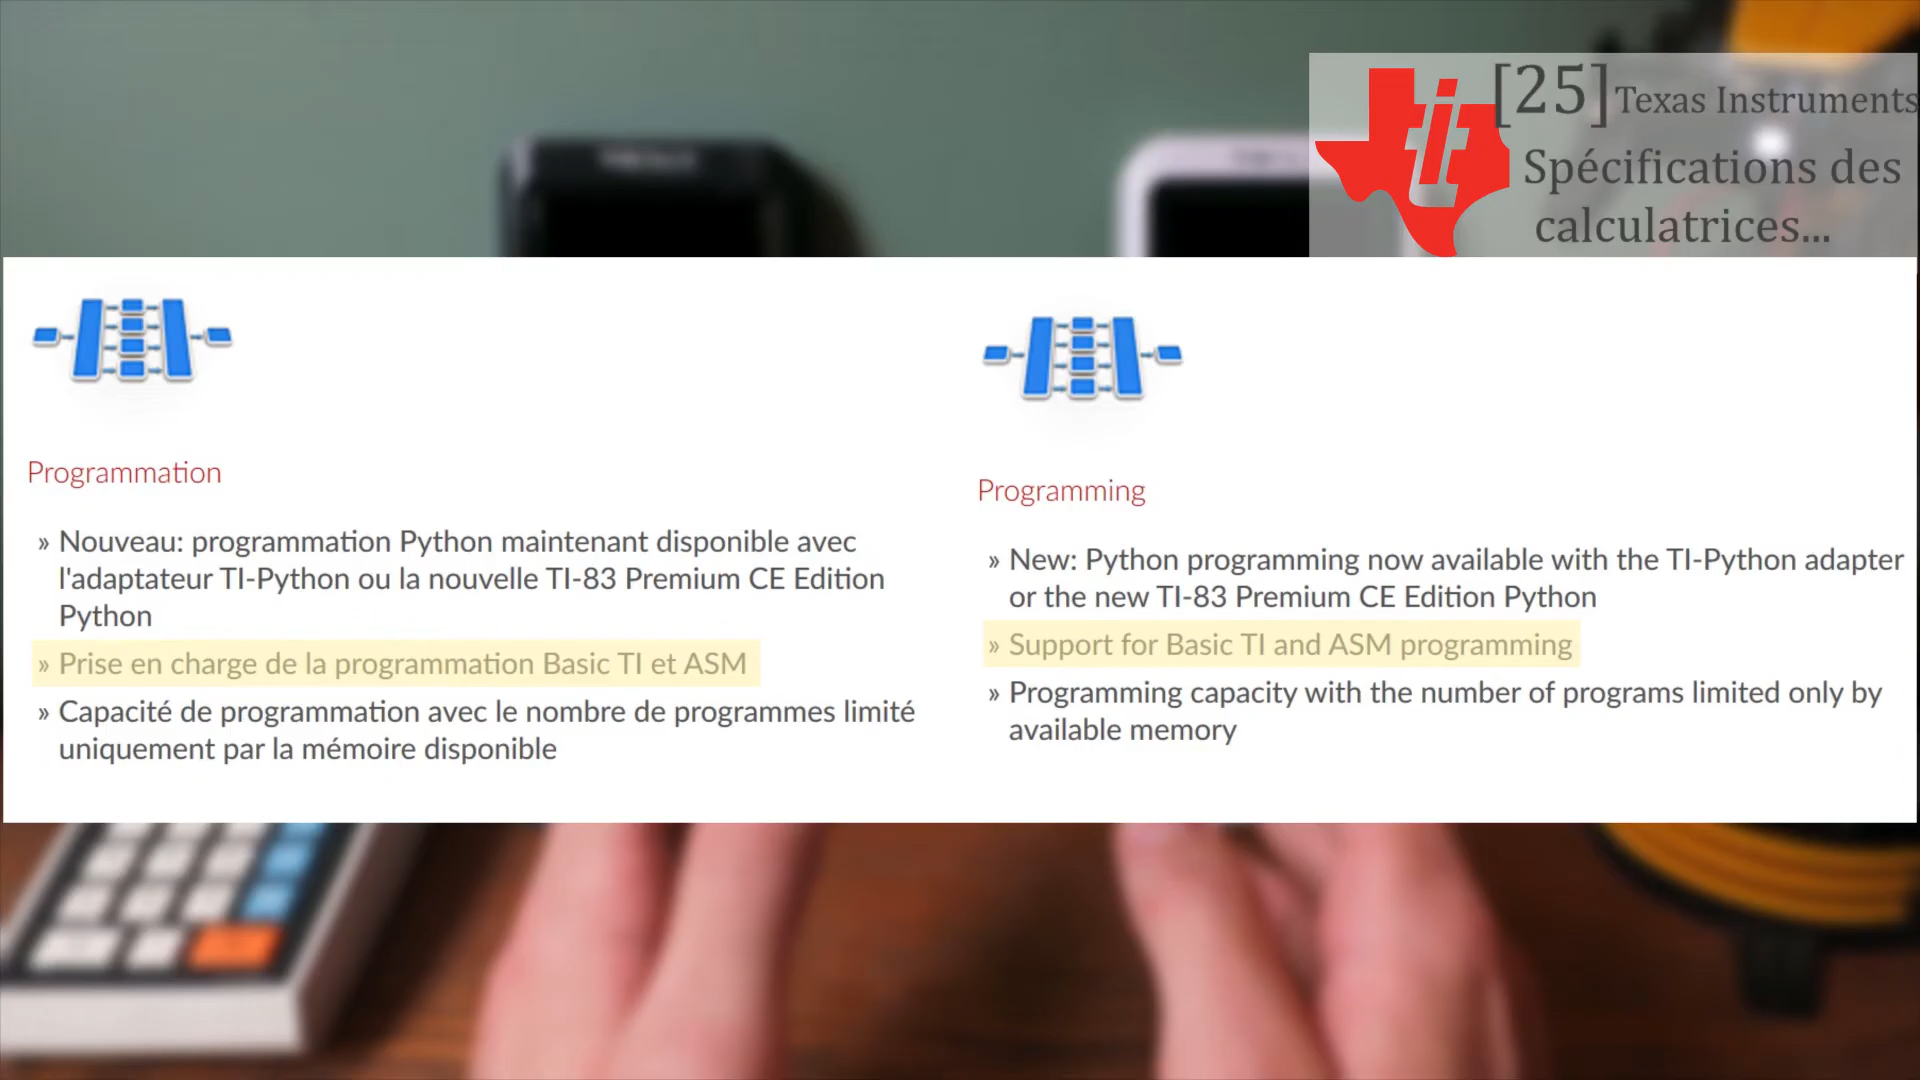 [25] Texas Instruments
Spécifications des
calculatrices...
ti
Programmation
» Nouveau: programmation Python maintenant disponible avec
l'adaptateur TI-Python ou la nouvelle TI-83 Premium CE Edition
Python
» Prise en charge de la programmation Basic TI et ASM
» Capacité de programmation avec le nombre de programmes limité
uniquement par la mémoire disponible
Programming
» New: Python programming now available with the TI-Python adapter
or the new TI-83 Premium CE Edition Python
» Support for Basic TI and ASM programming
» Programming capacity with the number of programs limited only by
available memory